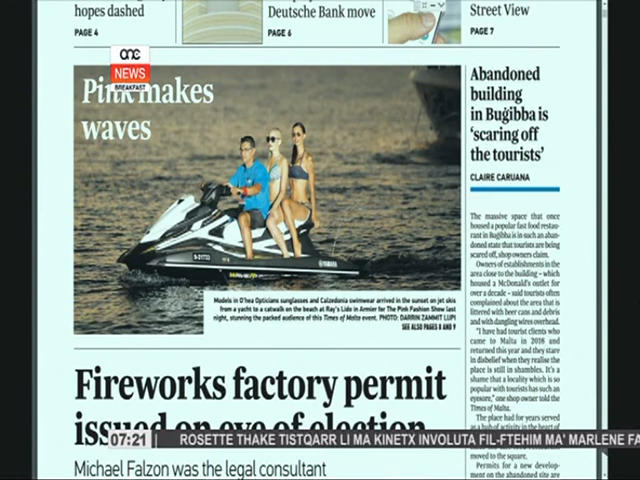 hopes dashed
PAGE 4
Deutsche Bank move
PAGE 6
Street View
PAGE 7
one
NEWS
BREAKFAST
Pink makes
waves
S-21733
YAMAHA
Models in O'hea Opticians sunglasses and Calzedonia swimwear arrived in the sunset on jet skis
from a yacht to a catwalk on the beach at Ray's Lido in Armier for The Pink Fashion Show last
night, stunning the packed audience of this Times of Malta event. PHOTO: DARRIN ZAMMIT LUPI
SEE ALSO PAGES 8 AND 9
Abandoned
building
in Buġibba is
'scaring off
the tourists'
CLAIRE CARUANA
The massive space that once
housed a popular fast food restau-
rant in Buġibba is in such an aban-
doned state that tourists are being
scared off, shop owners claim.
Owners of establishments in the
area close to the building – which
housed a McDonald's outlet for
over a decade – said tourists often
complained about the area that is
littered with beer cans and debris
and with dangling wires overhead.
"I have had tourist clients who
came to Malta in 2016 and
returned this year and they stare
in disbelief when they realise the
place is still in shambles. It's a
shame that a locality which is so
popular with tourists has such an
eyesore," one shop owner told the
Times of Malta.
The place had for years served
as a hub of activity in the heart of
moved to the square.
Permits for a new develop-
ment on the abandoned site are
Fireworks factory permit
issued on eve of election
Michael Falzon was the legal consultant
07:21 ROSETTE THAKE TISTQARR LI MA KINETX INVOLUTA FIL-FTEHIM MA' MARLENE FA